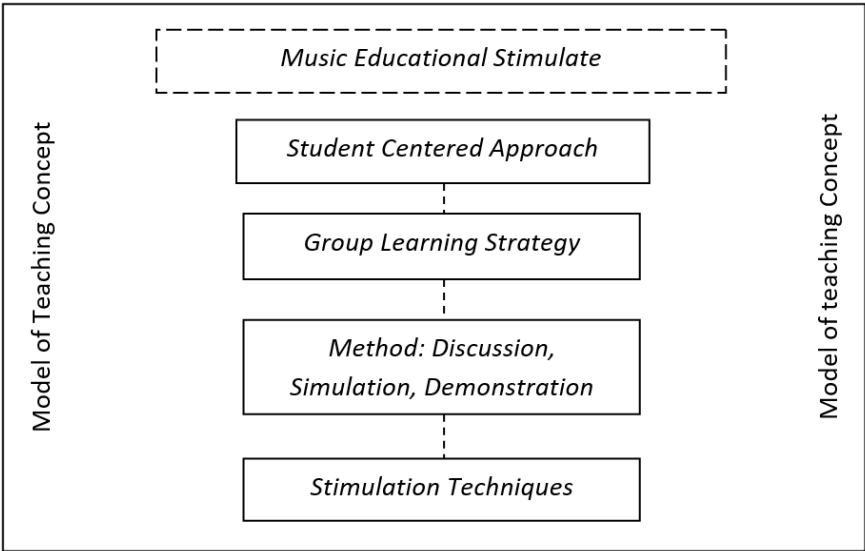 Music Educational Stimulate
Student Centered Approach
Group Learning Strategy
Method: Discussion,
Simulation, Demonstration
Stimulation Techniques
Model of Teaching Concept
Model of teaching Concept